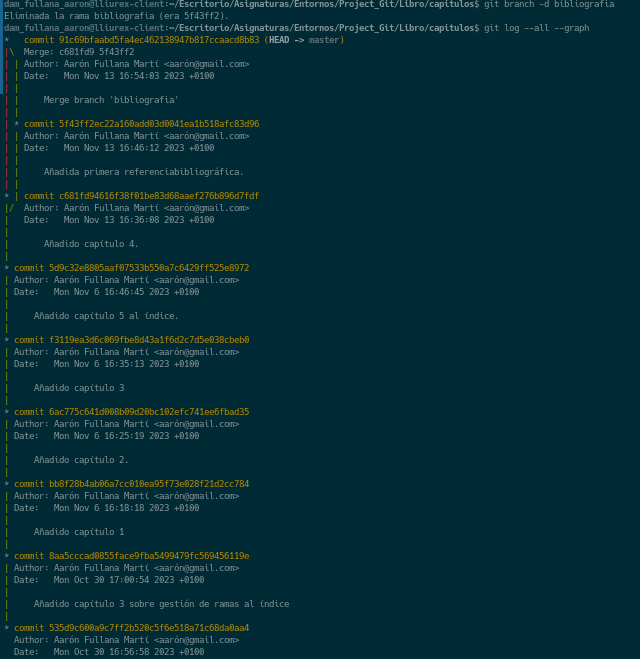 dam_fullana_aaron@lliurex-client:~/Escritorio/Asignaturas/Entornos/Project_Git/Libro/capitulos$ git branch -d bibliografia
Eliminada la rama bibliografia (era 5f43ff2).
dam_fullana_aaron@lliurex-client:~/Escritorio/Asignaturas/Entornos/Project_Git/Libro/capitulos$ git log --all --graph
*   commit 91c69bfaabd5fa4ec462138947b817ccaacd8b83 (HEAD -> master)
|\  Merge: c681fd9 5f43ff2
| | Author: Aarón Fullana Martí <aarón@gmail.com>
| | Date:   Mon Nov 13 16:54:03 2023 +0100
| |
| |     Merge branch 'bibliografia'
| |
| * commit 5f43ff2ec22a160add03d0041ea1b518afc83d96
| | Author: Aarón Fullana Martí <aarón@gmail.com>
| | Date:   Mon Nov 13 16:46:12 2023 +0100
| |
| |     Añadida primera referenciabibliográfica.
| |
* | commit c681fd94616f38f01be83d68aaef276b896d7fdf
|/  Author: Aarón Fullana Martí <aarón@gmail.com>
|   Date:   Mon Nov 13 16:36:08 2023 +0100
|
|       Añadido capítulo 4.
|
* commit 5d9c32e8805aaf07533b550a7c6429ff525e8972
| Author: Aarón Fullana Martí <aarón@gmail.com>
| Date:   Mon Nov 6 16:46:45 2023 +0100
|
|     Añadido capítulo 5 al índice.
|
* commit f3119ea3d6c069fbe8d43a1f6d2c7d5e038cbeb0
| Author: Aarón Fullana Martí <aarón@gmail.com>
| Date:   Mon Nov 6 16:35:13 2023 +0100
|
|     Añadido capítulo 3
|
* commit 6ac775c641d008b09d20bc102efc741ee6fbad35
| Author: Aarón Fullana Martí <aarón@gmail.com>
| Date:   Mon Nov 6 16:25:19 2023 +0100
|
|     Añadido capítulo 2.
|
* commit bb8f28b4ab06a7cc010ea95f73e028f21d2cc784
| Author: Aarón Fullana Martí <aarón@gmail.com>
| Date:   Mon Nov 6 16:18:18 2023 +0100
|
|     Añadido capítulo 1
|
* commit 8aa5cccad0855face9fba5499479fc569456119e
| Author: Aarón Fullana Martí <aarón@gmail.com>
| Date:   Mon Oct 30 17:00:54 2023 +0100
|
|     Añadido capítulo 3 sobre gestión de ramas al índice
|
* commit 535d9c600a9c7ff2b520c5f6e518a71c68da0aa4
  Author: Aarón Fullana Martí <aarón@gmail.com>
  Date:   Mon Oct 30 16:56:58 2023 +0100